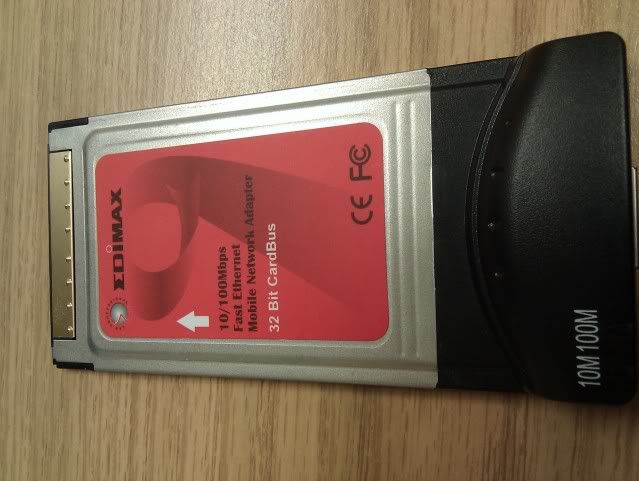 EDIMAX
10/100Mbps
Fast Ethernet
Mobile Network Adapter
32 Bit CardBus
CE FC
10M 100M